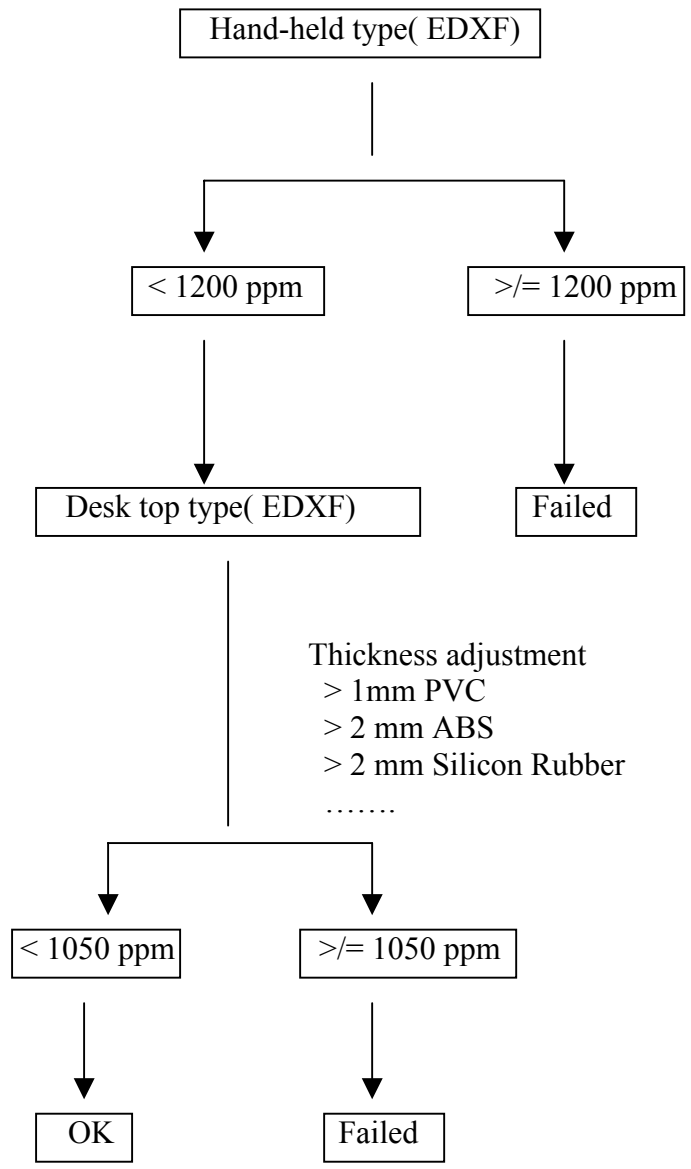 Hand-held type( EDXF)
< 1200 ppm
>/= 1200 ppm
Desk top type( EDXF)
Failed
Thickness adjustment
> 1mm PVC
> 2 mm ABS
> 2 mm Silicon Rubber
…….
< 1050 ppm
>/= 1050 ppm
OK
Failed